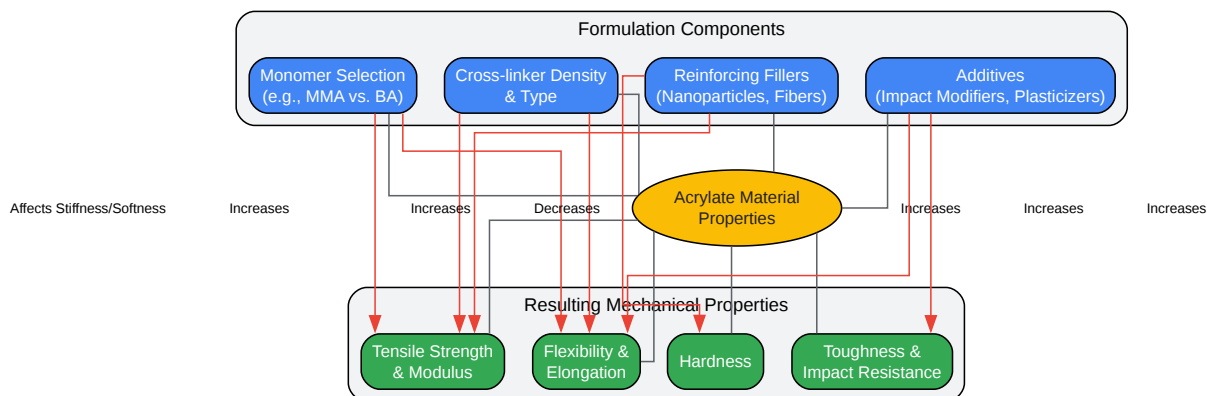 Formulation Components
Monomer Selection
(e.g., MMA vs. BA)
Cross-linker Density
& Type
Reinforcing Fillers
(Nanoparticles, Fibers)
Additives
(Impact Modifiers, Plasticizers)
Acrylate Material
Properties
Affects Stiffness/Softness
Increases
Increases
Decreases
Increases
Increases
Increases
Resulting Mechanical Properties
Tensile Strength
& Modulus
Flexibility &
Elongation
Hardness
Toughness &
Impact Resistance